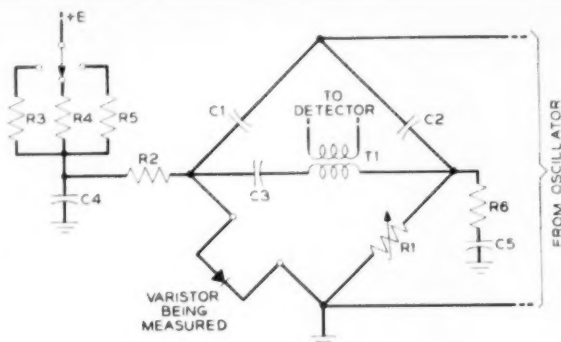 +E
R3
R4
R5
C4
R2
C1
TO
DETECTOR
T1
C2
C3
R1
R6
C5
FROM OSCILLATOR
VARISTOR
BEING
MEASURED